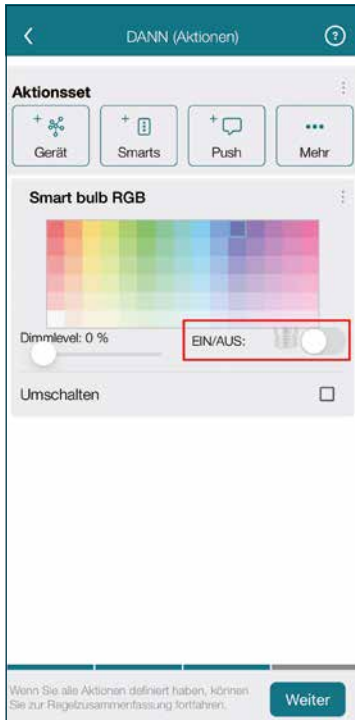 DANN (Aktionen)
?
Aktionsset
Gerät Smarts Push Mehr
Smart bulb RGB
Dimmlevel: 0 % EIN/AUS:
Umschalten
Wenn Sie alle Aktionen definiert haben, können
Sie zur Regelzusammenfassung fortfahren.
Weiter